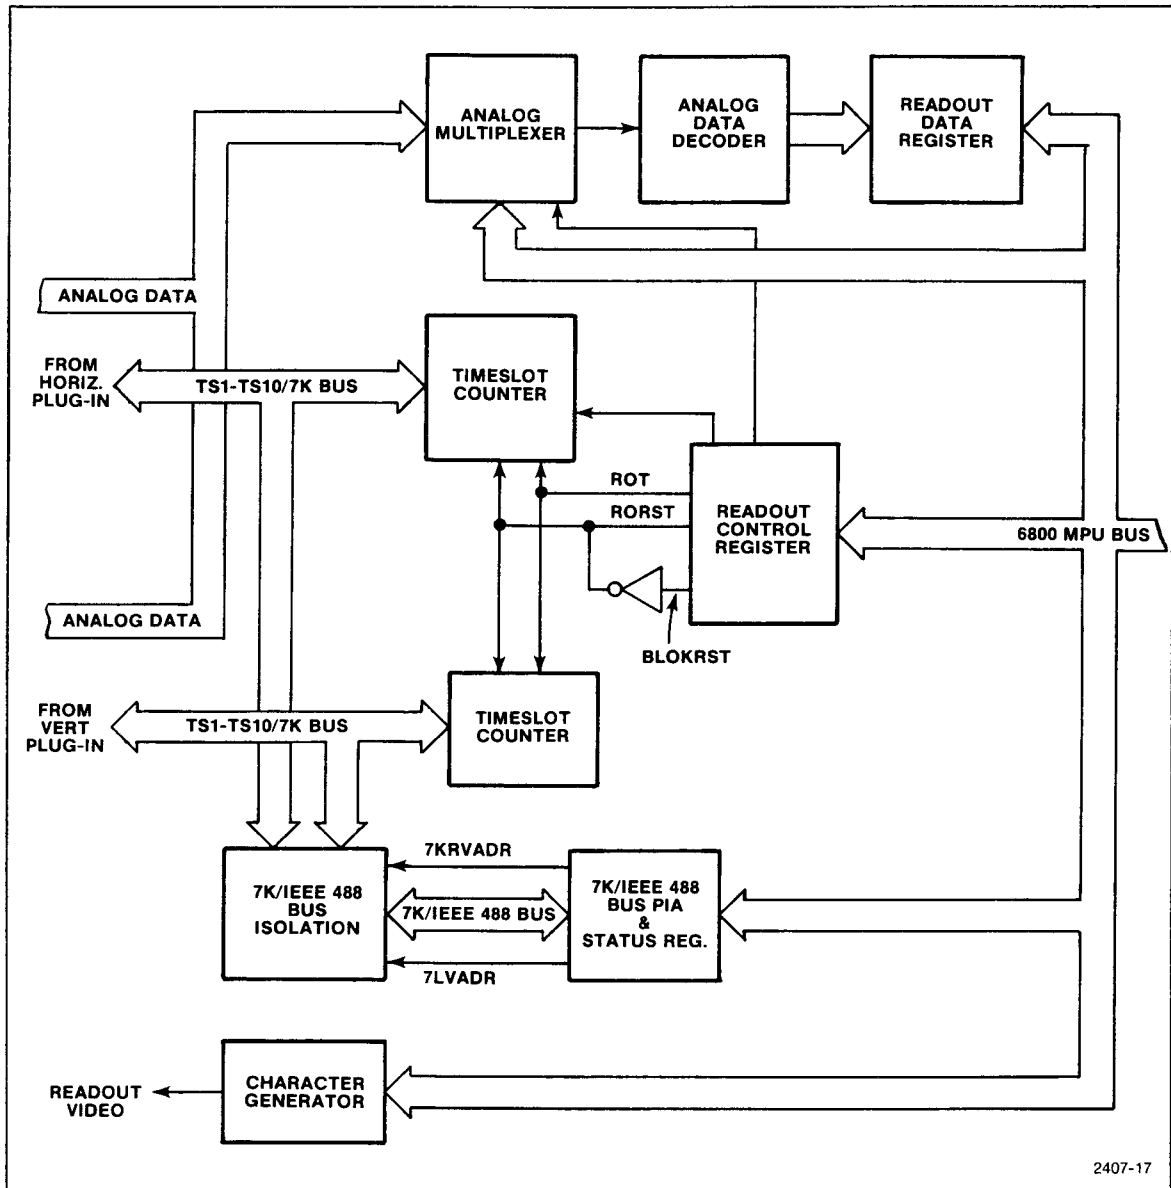 ANALOG
MULTIPLEXER
ANALOG
DATA
DECODER
READOUT
DATA
REGISTER
ANALOG DATA
FROM
HORIZ.
PLUG-IN
TS1-TS10/7K BUS
TIMESLOT
COUNTER
ROT
RORST
READOUT
CONTROL
REGISTER
6800 MPU BUS
ANALOG DATA
BLOKRST
FROM
VERT
PLUG-IN
TS1-TS10/7K BUS
TIMESLOT
COUNTER
7K/IEEE 488
BUS
ISOLATION
7KRVADR
7K/IEEE 488 BUS
7LVADR
7K/IEEE 488
BUS PIA
&
STATUS REG.
READOUT
VIDEO
CHARACTER
GENERATOR
2407-17